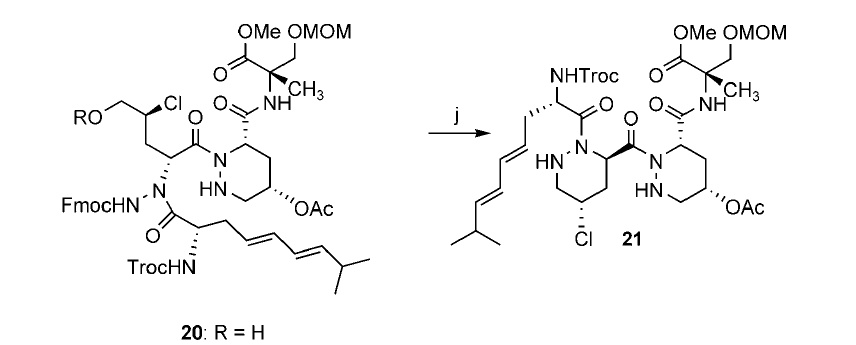 OMe
OMOM
O
CH3
O
NH
Cl
RO
O
N
HN
OAc
FmocHN
N
O
TrocHN
20: R = H
j
OMe
OMOM
O
CH3
O
NH
NHTroc
O
O
N
N
HN
HN
OAc
Cl
21